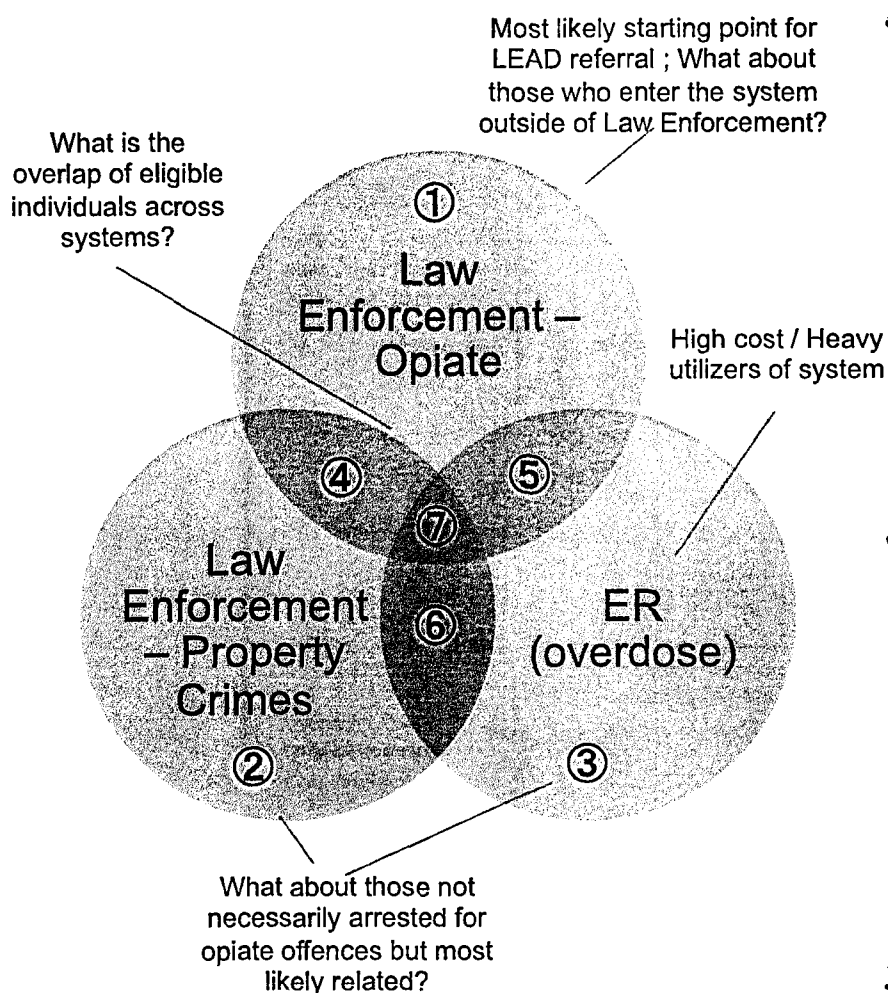 Most likely starting point for
LEAD referral ; What about
those who enter the system
outside of Law Enforcement?
What is the
overlap of eligible
individuals across
systems?
①
Law
Enforcement –
Opiate
High cost / Heavy
utilizers of system
④
⑤
⑦
Law
Enforcement
– Property
Crimes
⑥
ER
(overdose)
②
③
What about those not
necessarily arrested for
opiate offences but most
likely related?